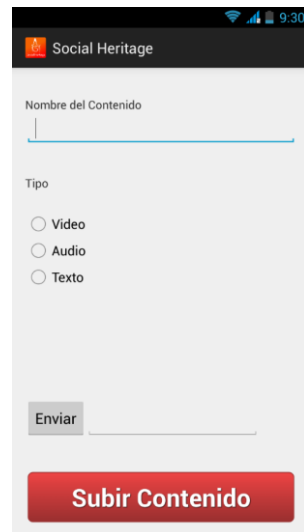 9:30
Social Heritage
Nombre del Contenido
Tipo
Video
Audio
Texto
Enviar
Subir Contenido